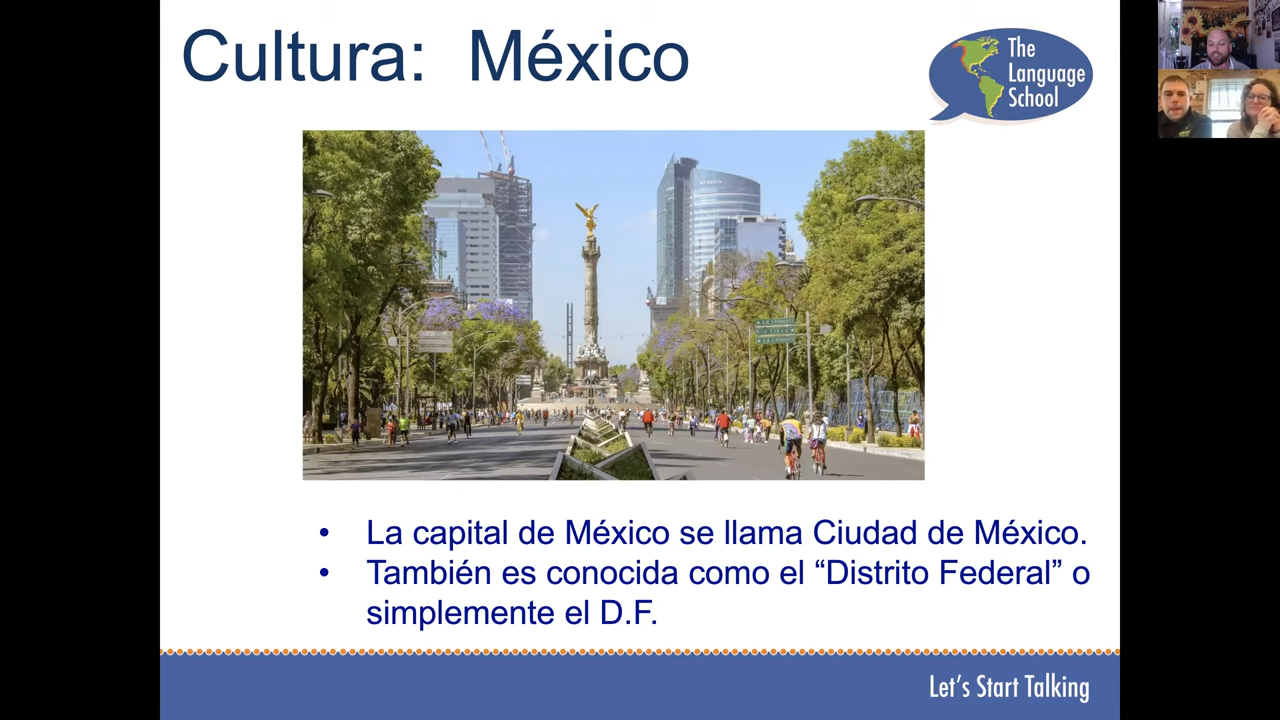 Cultura: México
The
Language
School
• La capital de México se llama Ciudad de México.
• También es conocida como el “Distrito Federal” o
simplemente el D.F.
Let’s Start Talking